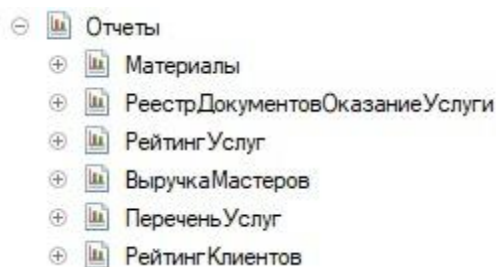 Отчеты
Материалы
РеестрДокументовОказаниеУслуги
РейтингУслуг
ВыручкаМастеров
ПереченьУслуг
РейтингКлиентов